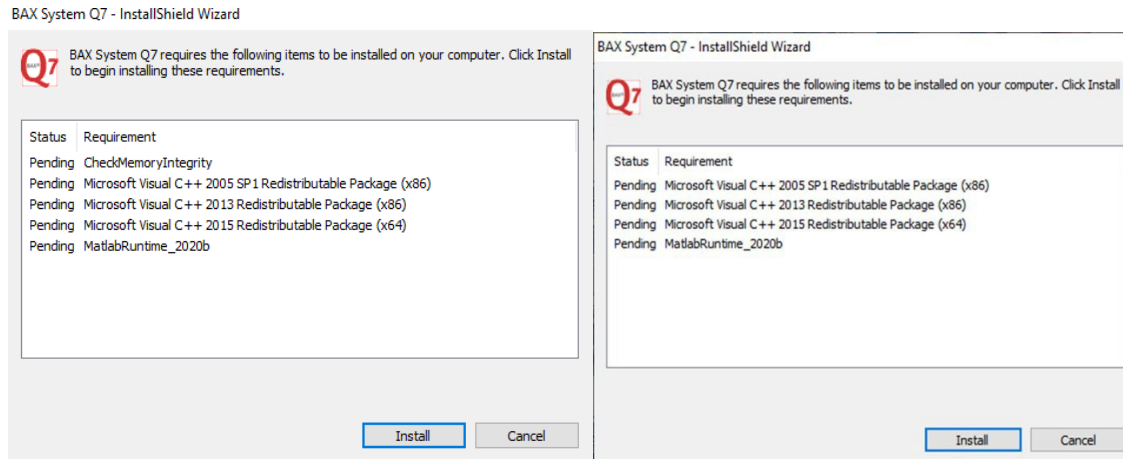 BAX System Q7 - InstallShield Wizard
Q7
BAX System Q7 requires the following items to be installed on your computer. Click Install
to begin installing these requirements.
Status Requirement
Pending CheckMemoryIntegrity
Pending Microsoft Visual C++ 2005 SP1 Redistributable Package (x86)
Pending Microsoft Visual C++ 2013 Redistributable Package (x86)
Pending Microsoft Visual C++ 2015 Redistributable Package (x64)
Pending MatlabRuntime_2020b
Install Cancel
BAX System Q7 - InstallShield Wizard
Q7
BAX System Q7 requires the following items to be installed on your computer. Click Install
to begin installing these requirements.
Status Requirement
Pending Microsoft Visual C++ 2005 SP1 Redistributable Package (x86)
Pending Microsoft Visual C++ 2013 Redistributable Package (x86)
Pending Microsoft Visual C++ 2015 Redistributable Package (x64)
Pending MatlabRuntime_2020b
Install Cancel